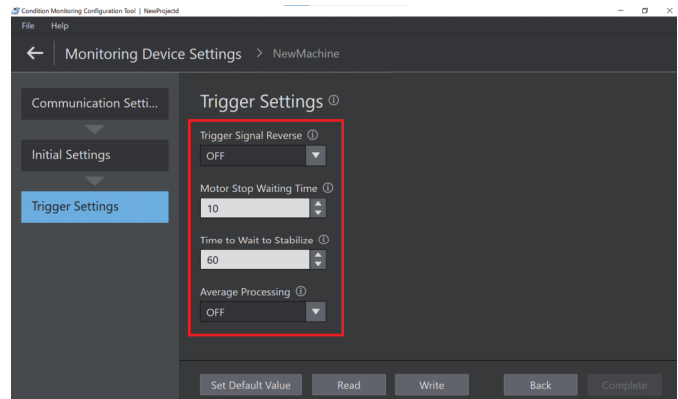 Condition Monitoring Configuration Tool | NewProjectd
File Help
Monitoring Device Settings > NewMachine
Communication Setti...
Initial Settings
Trigger Settings
Trigger Settings
Trigger Signal Reverse
OFF
Motor Stop Waiting Time
10
Time to Wait to Stabilize
60
Average Processing
OFF
Set Default Value Read Write Back Complete